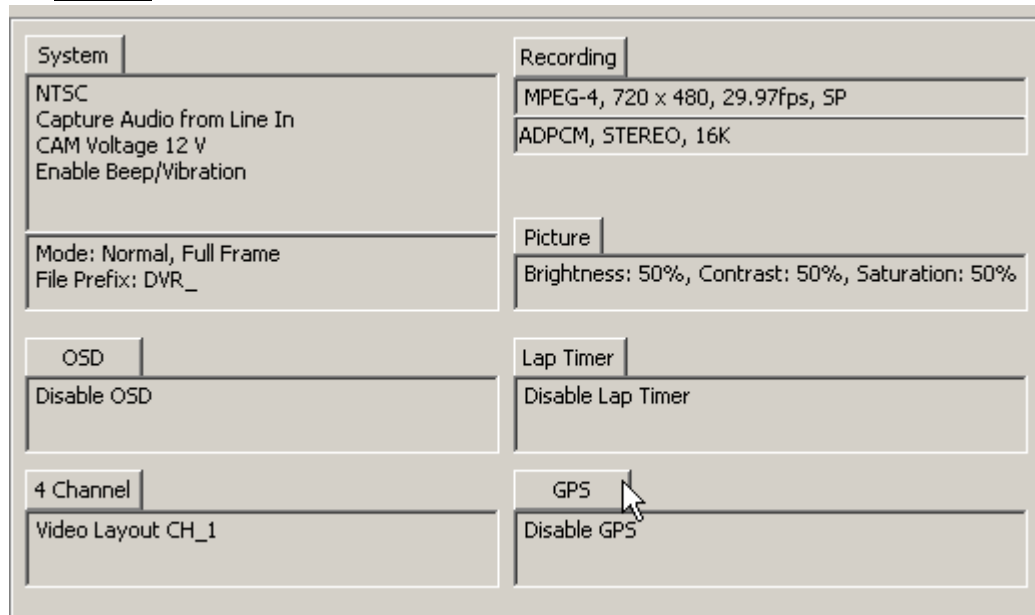 System
NTSC
Capture Audio from Line In
CAM Voltage 12 V
Enable Beep/Vibration
Mode: Normal, Full Frame
File Prefix: DVR_
Recording
MPEG-4, 720 x 480, 29.97fps, SP
ADPCM, STEREO, 16K
Picture
Brightness: 50%, Contrast: 50%, Saturation: 50%
OSD
Disable OSD
Lap Timer
Disable Lap Timer
4 Channel
Video Layout CH_1
GPS
Disable GPS